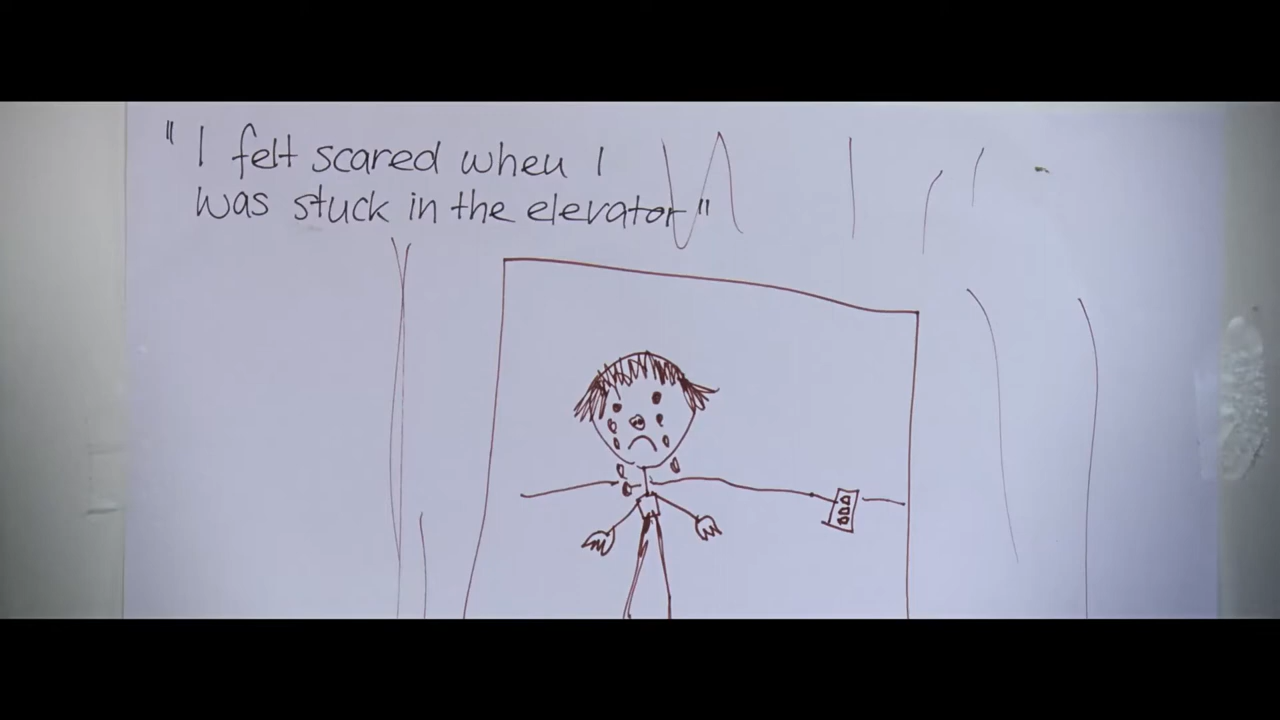 "I felt scared when I
was stuck in the elevator"